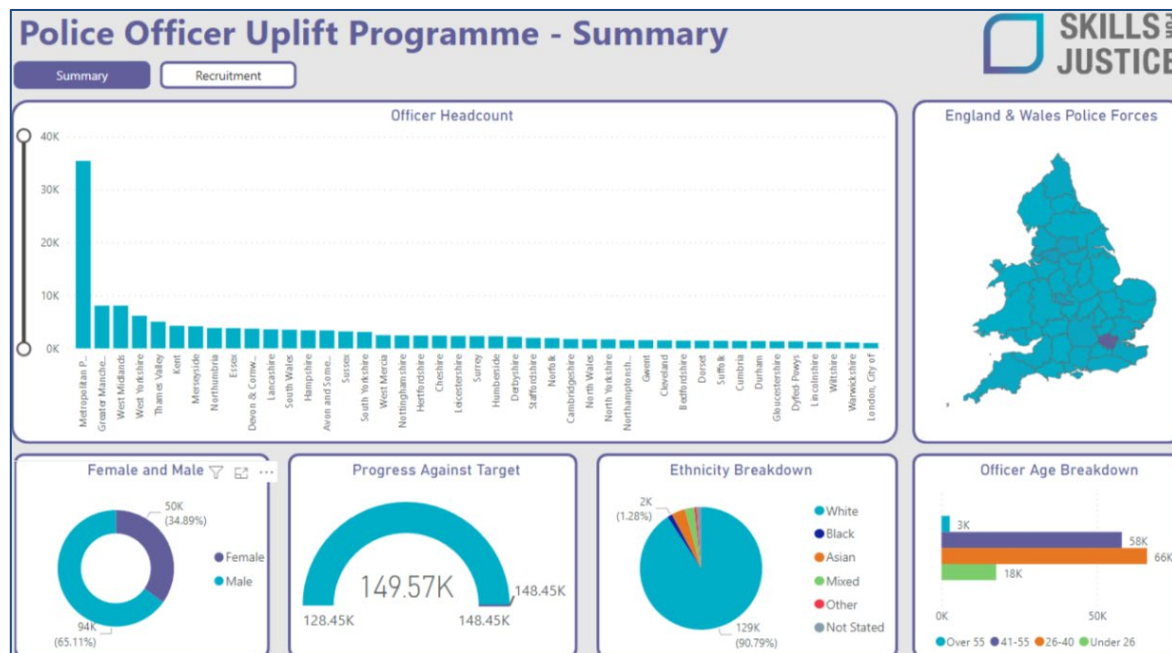 Police Officer Uplift Programme - Summary
SKILLS FOR
JUSTICE
Summary
Recruitment
Officer Headcount
40K
30K
20K
10K
0K
Metropolitan P...
Greater Manche...
West Midlands
West Yorkshire
Thames Valley
Kent
Merseyside
Northumbria
Essex
Devon & Cornw...
Lancashire
South Wales
Hampshire
Avon and Some...
Sussex
South Yorkshire
West Mercia
Nottinghamshire
Hertfordshire
Cheshire
Leicestershire
Surrey
Humberside
Derbyshire
Staffordshire
Norfolk
Cambridgeshire
North Wales
North Yorkshire
Northamptonsh...
Gwent
Cleveland
Bedfordshire
Dorset
Suffolk
Cumbria
Durham
Gloucestershire
Dyfed-Powys
Lincolnshire
Wiltshire
Warwickshire
London, City of
England & Wales Police Forces
Female and Male
50K
(34.89%)
Female
Male
94K
(65.11%)
Progress Against Target
149.57K
148.45K
128.45K
148.45K
Ethnicity Breakdown
2K
(1.28%)
White
Black
Asian
Mixed
Other
Not Stated
129K
(90.79%)
Officer Age Breakdown
3K
58K
66K
18K
0K
50K
Over 55 41-55 26-40 Under 26